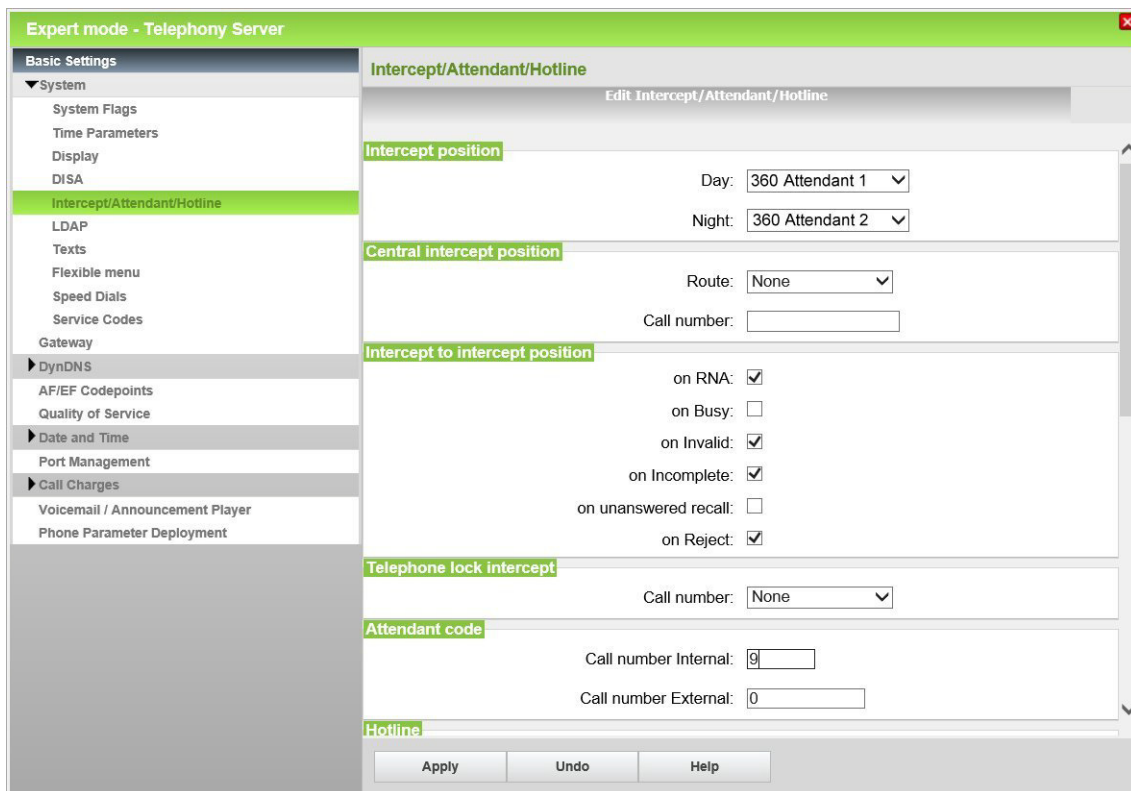 Expert mode - Telephony Server
Basic Settings
System
System Flags
Time Parameters
Display
DISA
Intercept/Attendant/Hotline
LDAP
Texts
Flexible menu
Speed Dials
Service Codes
Gateway
DynDNS
AF/EF Codepoints
Quality of Service
Date and Time
Port Management
Call Charges
Voicemail / Announcement Player
Phone Parameter Deployment
Intercept/Attendant/Hotline
Edit Intercept/Attendant/Hotline
Intercept position
Day: 360 Attendant 1
Night: 360 Attendant 2
Central intercept position
Route: None
Call number:
Intercept to intercept position
on RNA:
on Busy:
on Invalid:
on Incomplete:
on unanswered recall:
on Reject:
Telephone lock intercept
Call number: None
Attendant code
Call number Internal: 9
Call number External: 0
Hotline
Apply Undo Help